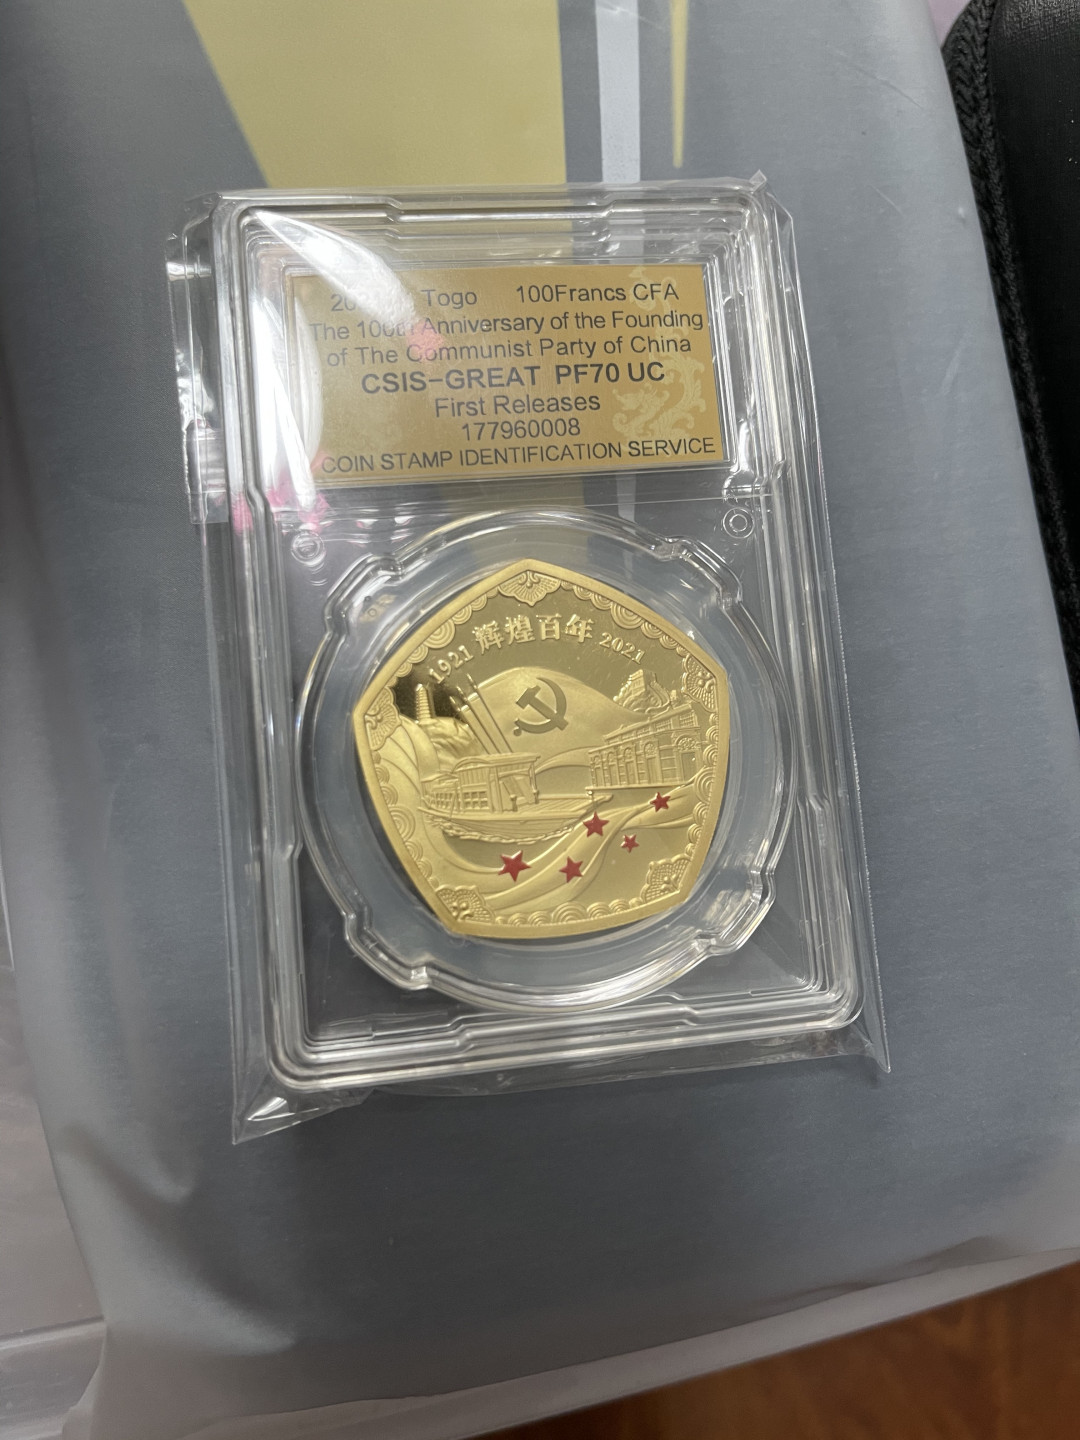 Togo 100Francs CFA
The 100th Anniversary of the Founding
of The Communist Party of China
CSIS-GREAT PF70 UC
First Releases
177960008
COIN STAMP IDENTIFICATION SERVICE
1921 辉煌百年 2021